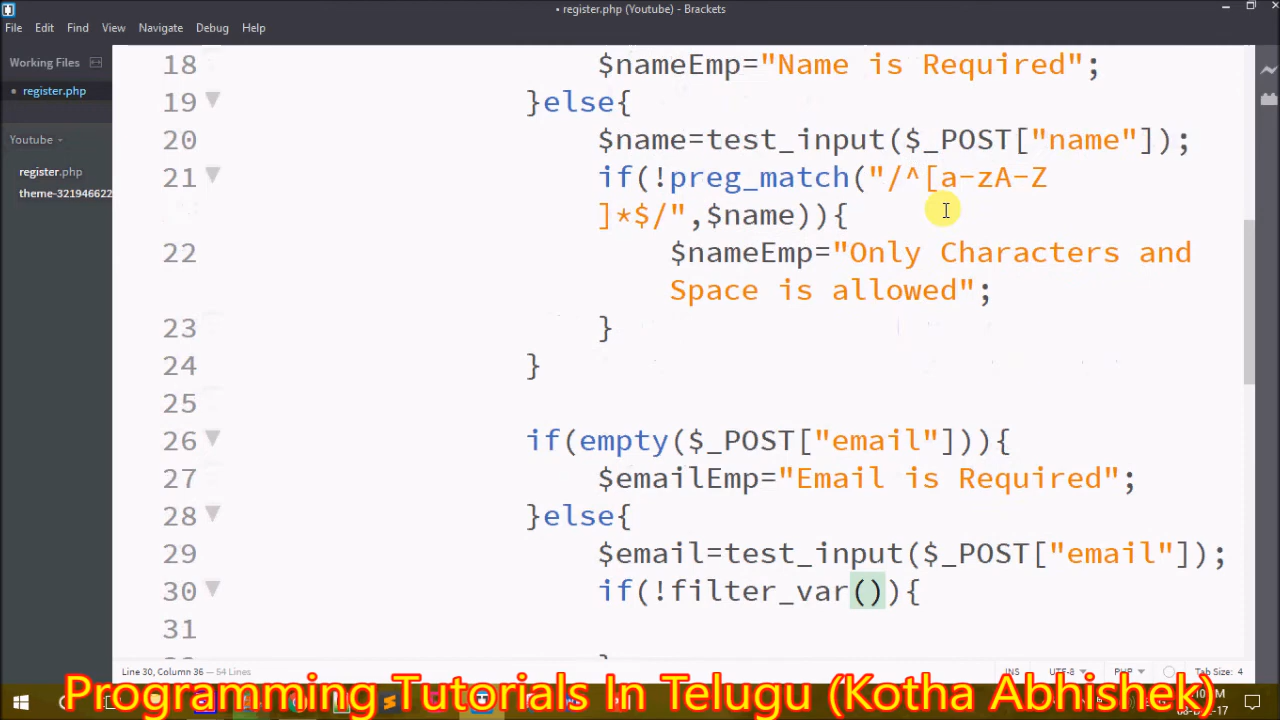 • register.php (Youtube) - Brackets
File Edit Find View Navigate Debug Help
Working Files
• register.php
Youtube
register.php
theme-321946622
18 $nameEmp="Name is Required";
19 }else{
20 $name=test_input($_POST["name"]);
21 if(!preg_match("/^[a-zA-Z
]*$/",$name)){
22 $nameEmp="Only Characters and
Space is allowed";
23 }
24 }
25
26 if(empty($_POST["email"])){
27 $emailEmp="Email is Required";
28 }else{
29 $email=test_input($_POST["email"]);
30 if(!filter_var()){
31
Line 30, Column 36 — 54 Lines
INS UTF-8 PHP Tab Size: 4
Programming Tutorials In Telugu (Kotha Abhishek)